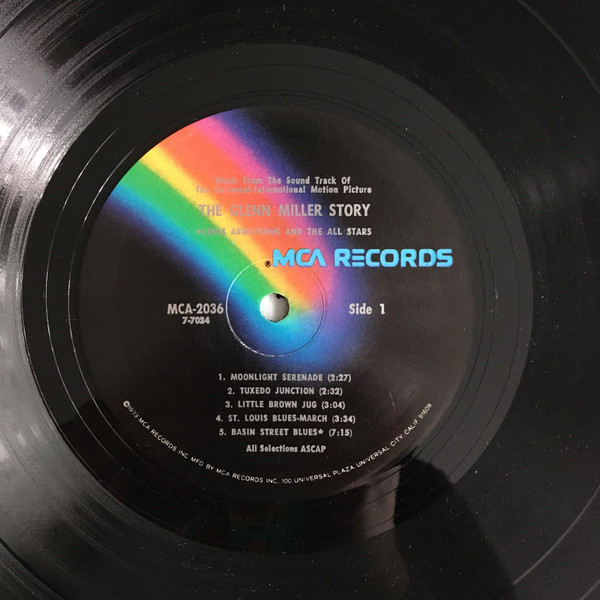 Music From The Sound Track Of
The Universal-International Motion Picture
THE GLENN MILLER STORY
*LOUIS ARMSTRONG AND THE ALL STARS
®MCA RECORDS
MCA-2036
7-7034
Side 1
1. MOONLIGHT SERENADE (2:27)
2. TUXEDO JUNCTION (2:32)
3. LITTLE BROWN JUG (3:04)
4. ST. LOUIS BLUES-MARCH (3:34)
5. BASIN STREET BLUES★ (7:15)
All Selections ASCAP
©1973 MCA RECORDS INC. MFD. BY MCA RECORDS INC. 100 UNIVERSAL PLAZA, UNIVERSAL CITY, CALIF. 91608